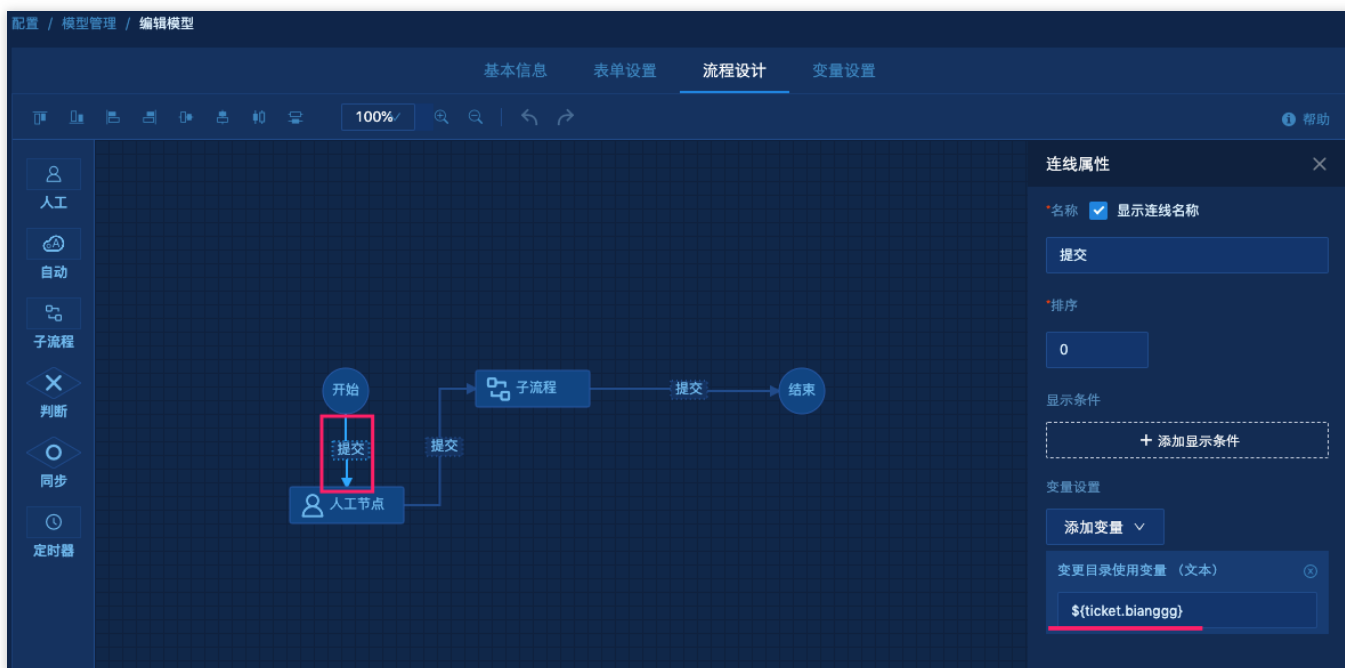 配置 / 模型管理 / 编辑模型
基本信息 表单设置 流程设计 变量设置
100%
帮助
人工
自动
子流程
判断
同步
定时器
开始
提交
人工节点
提交
子流程
提交
结束
连线属性
*名称 显示连线名称
提交
*排序
0
显示条件
+ 添加显示条件
变量设置
添加变量
变更目录使用变量 （文本）
${ticket.bianggg}